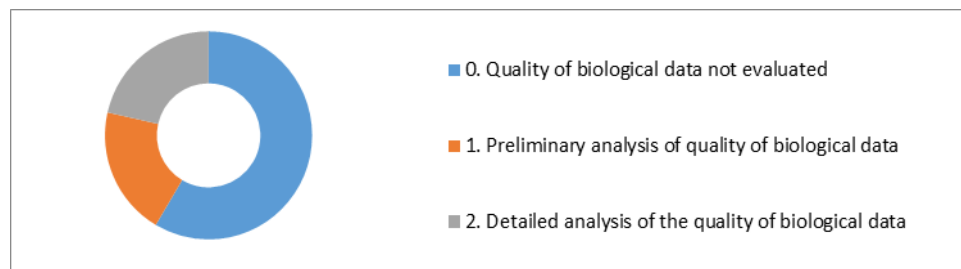 0. Quality of biological data not evaluated
1. Preliminary analysis of quality of biological data
2. Detailed analysis of the quality of biological data